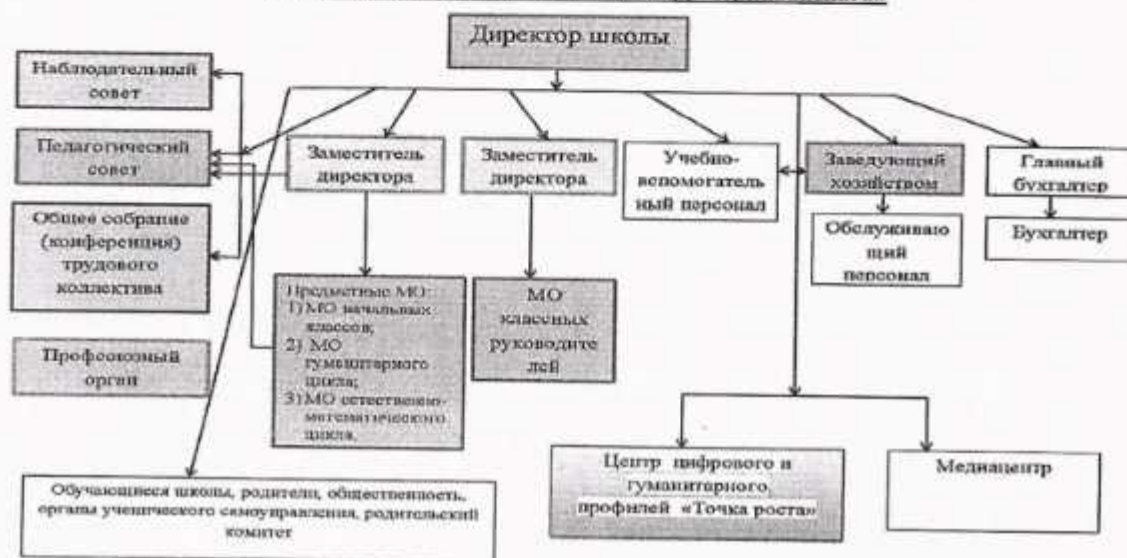 Директор школы
Наблюдательный
совет
Педагогический
совет
Заместитель
директора
Заместитель
директора
Учебно-
вспомогатель
ный персонал
Заведующий
хозяйством
Главный
бухгалтер
Общее собрание
(конференция)
трудового
коллектива
Обслуживаю
щий
персонал
Бухгалтер
Предметные МО:
1) МО начальных
классов;
2) МО
гуманитарного
цикла;
3) МО естественно-
математического
цикла.
МО
классных
руководите
лей
Профсоюзный
орган
Центр цифрового и
гуманитарного
профилей «Точка роста»
Медиацентр
Обучающиеся школы, родители, общественность,
органы ученического самоуправления, родительский
комитет